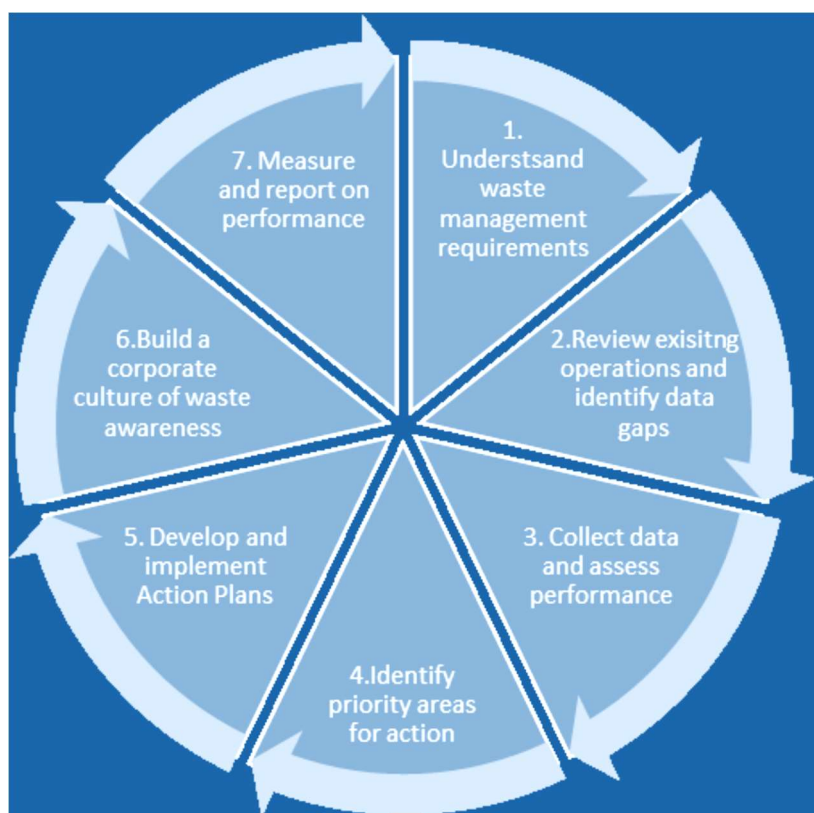 1.
Understsand
waste
management
requirements
2.Review exisitng
operations and
identify data
gaps
3. Collect data
and assess
performance
4.Identify
priority areas
for action
5. Develop and
implement
Action Plans
6.Build a
corporate
culture of waste
awareness
7. Measure
and report on
performance